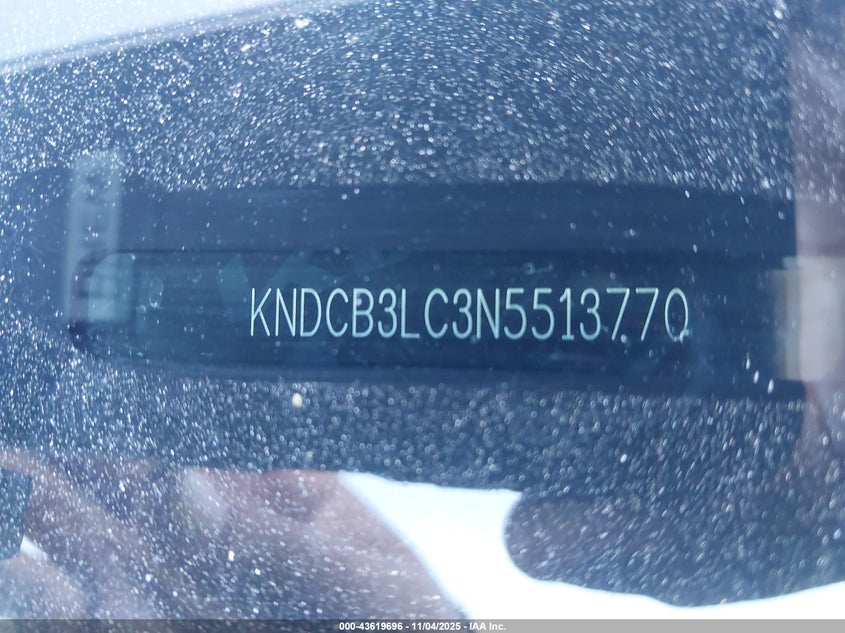 KNDCB3LC3N5513770
000-43619696 - 11/04/2025 - IAA Inc.